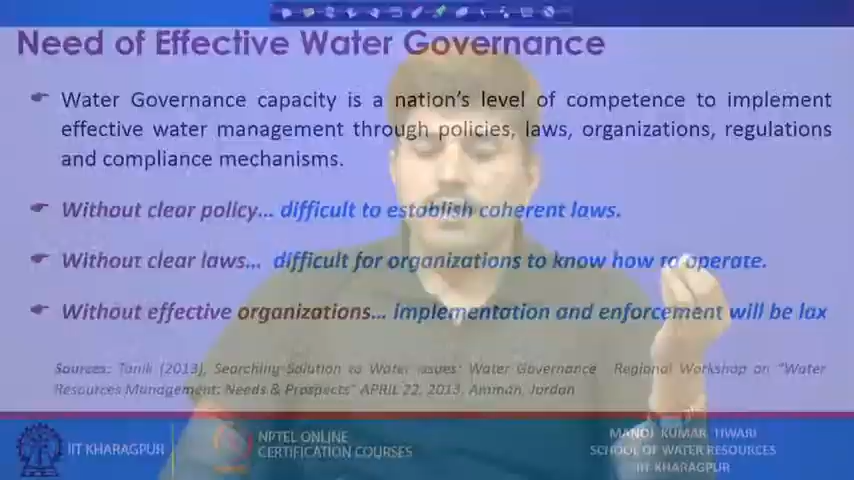 Need of Effective Water Governance
☛ Water Governance capacity is a nation's level of competence to implement
effective water management through policies, laws, organizations, regulations
and compliance mechanisms.
☛ Without clear policy... difficult to establish coherent laws.
☛ Without clear laws... difficult for organizations to know how to operate.
☛ Without effective organizations... implementation and enforcement will be lax
Sources: Tanik (2013), Searching Solution to Water Issues: Water Governance Regional Workshop on "Water
Resources Management: Needs & Prospects" APRIL 22, 2013, Amman, Jordan
IIT KHARAGPUR
NPTEL ONLINE
CERTIFICATION COURSES
MANOJ KUMAR TIWARI
SCHOOL OF WATER RESOURCES
IIT KHARAGPUR